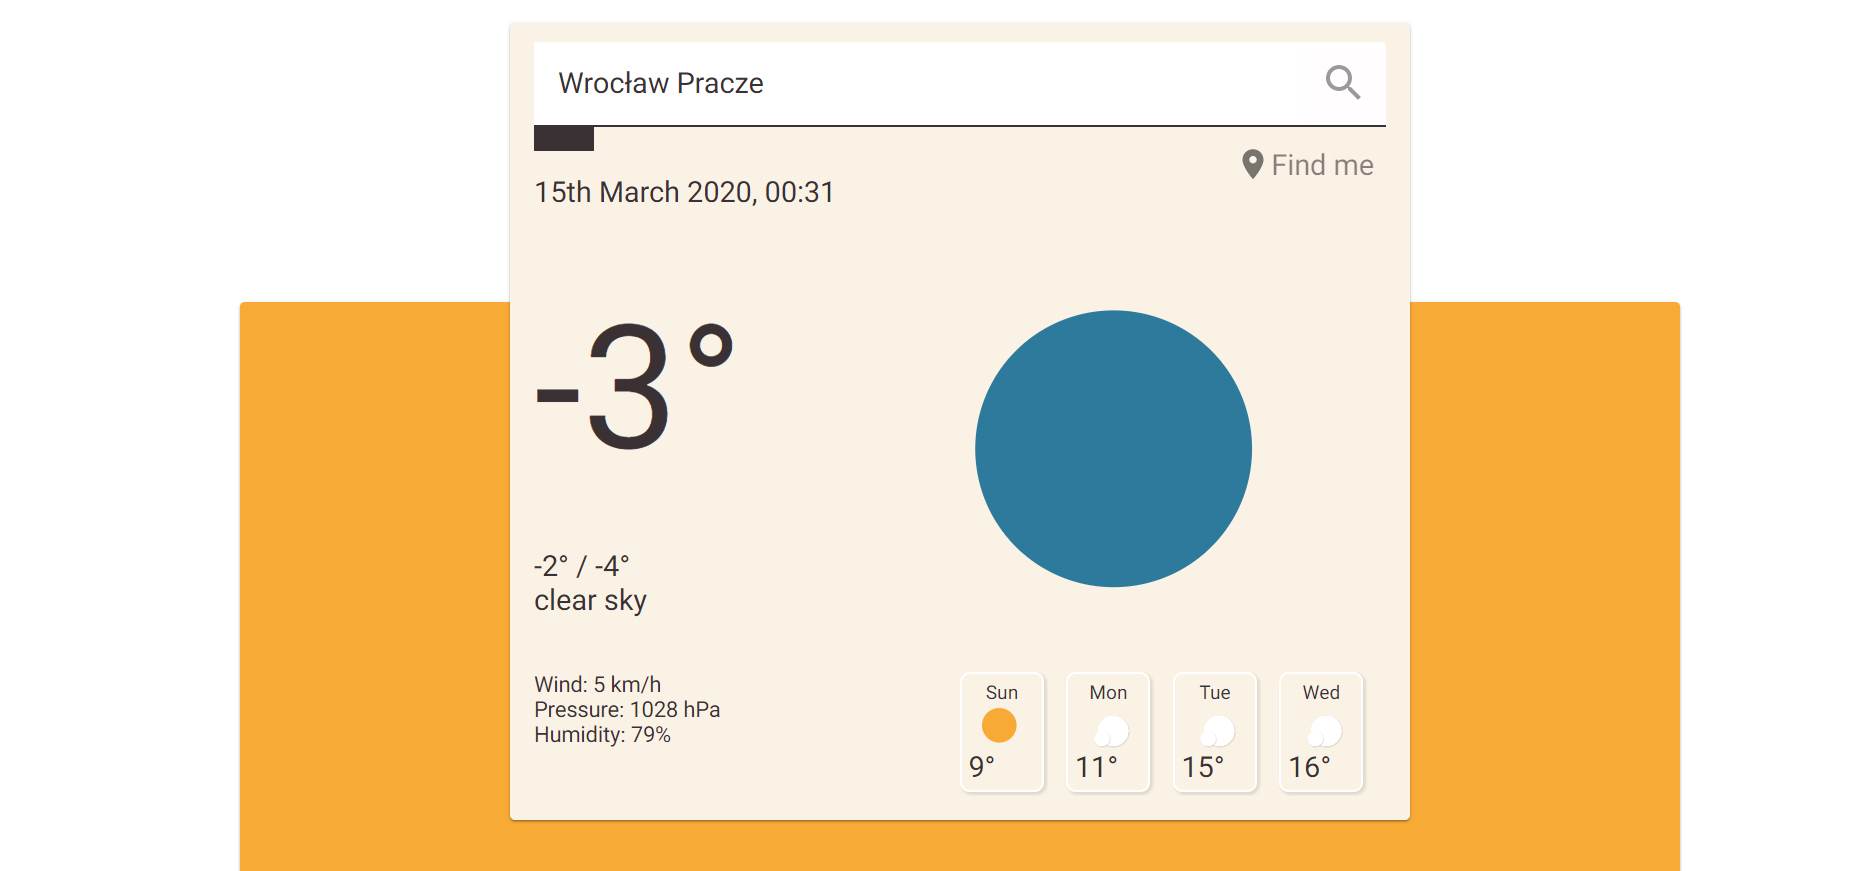 Wrocław Pracze
Find me
15th March 2020, 00:31
-3°
-2° / -4°
clear sky
Wind: 5 km/h
Pressure: 1028 hPa
Humidity: 79%
Sun
9°
Mon
11°
Tue
15°
Wed
16°